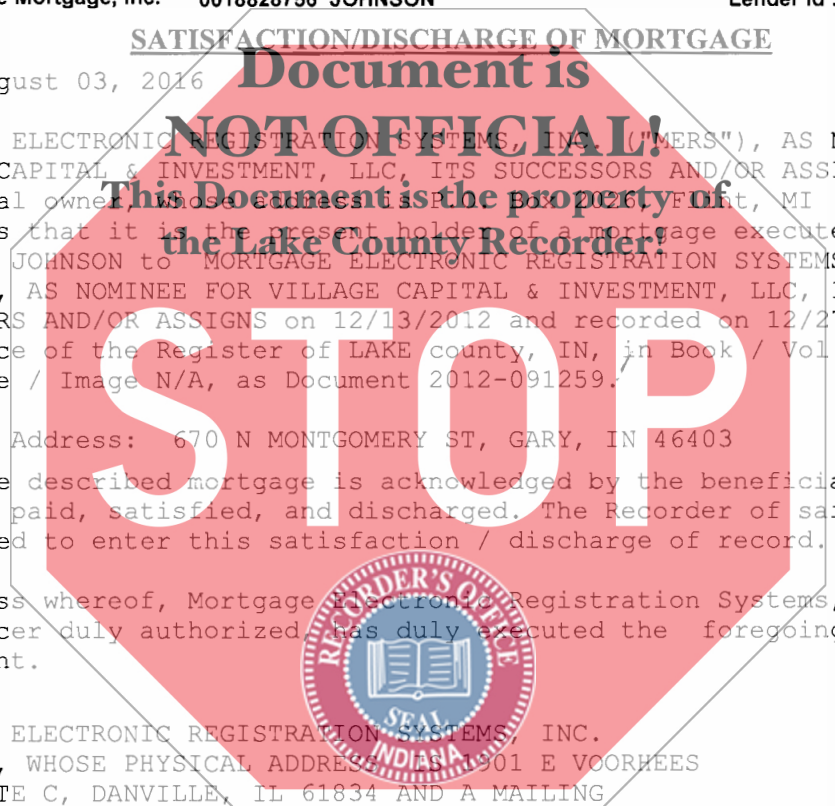 e Mortgage, Inc. 0018828756 JOHNSON Lender Id
SATISFACTION/DISCHARGE OF MORTGAGE
gust 03, 2016
Document is
NOT OFFICIAL!
This Document is the property of
the Lake County Recorder!
ELECTRONIC REGISTRATION SYSTEMS, INC. ("MERS"), AS N
CAPITAL & INVESTMENT, LLC, ITS SUCCESSORS AND/OR ASSI
al owner, whose address is P.O. Box 2026, Flint, MI
s that it is the present holder of a mortgage execute
JOHNSON to MORTGAGE ELECTRONIC REGISTRATION SYSTEMS
, AS NOMINEE FOR VILLAGE CAPITAL & INVESTMENT, LLC,
RS AND/OR ASSIGNS on 12/13/2012 and recorded on 12/2
ce of the Register of LAKE county, IN, in Book / Vol
e / Image N/A, as Document 2012-091259.
STOP
Address: 670 N MONTGOMERY ST, GARY, IN 46403
e described mortgage is acknowledged by the beneficia
paid, satisfied, and discharged. The Recorder of sai
ed to enter this satisfaction / discharge of record.
ss whereof, Mortgage Electronic Registration Systems,
cer duly authorized, has duly executed the foregoing
nt.
RECORDER'S OFFICE
SEAL
INDIANA
ELECTRONIC REGISTRATION SYSTEMS, INC.
, WHOSE PHYSICAL ADDRESS IS 1901 E VOORHEES
TE C, DANVILLE, IL 61834 AND A MAILING